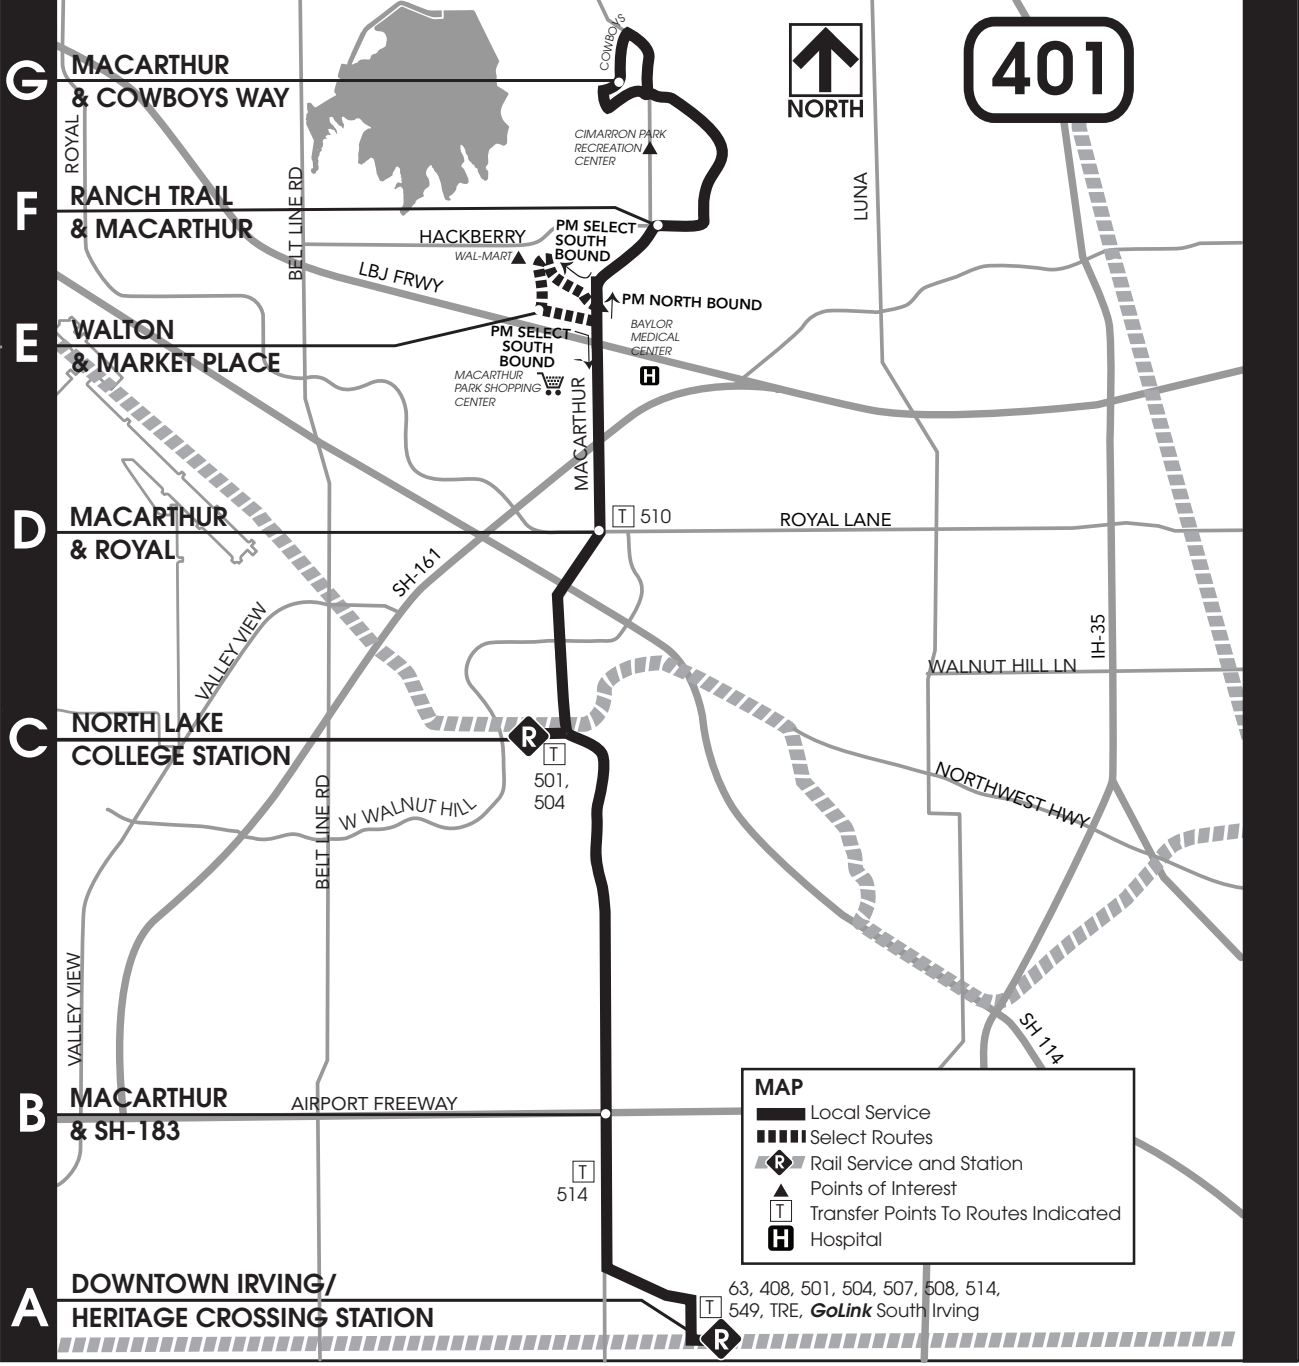 COWBOYS
401
NORTH
G
MACARTHUR
& COWBOYS WAY
ROYAL
CIMARRON PARK
RECREATION
CENTER
BELT LINE RD
LUNA
F
RANCH TRAIL
& MACARTHUR
HACKBERRY
WAL-MART
PM SELECT
SOUTH
BOUND
LBJ FRWY
PM NORTH BOUND
E
WALTON
& MARKET PLACE
PM SELECT
SOUTH
BOUND
BAYLOR
MEDICAL
CENTER
H
MACARTHUR
PARK SHOPPING
CENTER
MACARTHUR
D
MACARTHUR
& ROYAL
T 510
ROYAL LANE
SH-161
VALLEY VIEW
IH-35
WALNUT HILL LN
C
NORTH LAKE
COLLEGE STATION
R
T
501,
504
NORTHWEST HWY
W WALNUT HILL
BELT LINE RD
VALLEY VIEW
SH 114
B
MACARTHUR
& SH-183
AIRPORT FREEWAY
T
514
MAP
Local Service
Select Routes
R Rail Service and Station
Points of Interest
T Transfer Points To Routes Indicated
H Hospital
A
DOWNTOWN IRVING/
HERITAGE CROSSING STATION
T
63, 408, 501, 504, 507, 508, 514,
549, TRE, GoLink South Irving
R